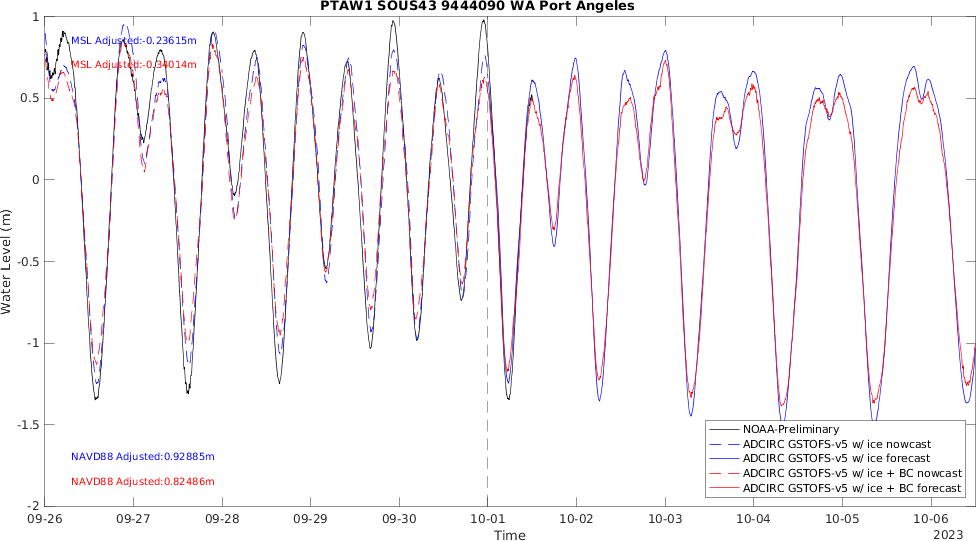 PTAW1 SOUS43 9444090 WA Port Angeles
MSL Adjusted:-0.23615m
MSL Adjusted:-0.34014m
1
0.5
0
-0.5
-1
-1.5
-2
Water Level (m)
NAVD88 Adjusted:0.92885m
NAVD88 Adjusted:0.82486m
NOAA-Preliminary
ADCIRC GSTOFS-v5 w/ ice nowcast
ADCIRC GSTOFS-v5 w/ ice forecast
ADCIRC GSTOFS-v5 w/ ice + BC nowcast
ADCIRC GSTOFS-v5 w/ ice + BC forecast
09-26 09-27 09-28 09-29 09-30 10-01 10-02 10-03 10-04 10-05 10-06
Time
2023